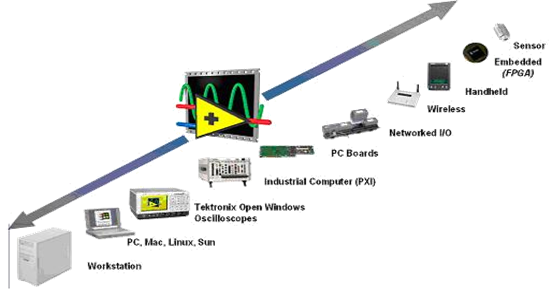 Sensor
Embedded
(FPGA)
Handheld
Wireless
Networked I/O
PC Boards
Industrial Computer (PXI)
Tektronix Open Windows
Oscilloscopes
PC, Mac, Linux, Sun
Workstation